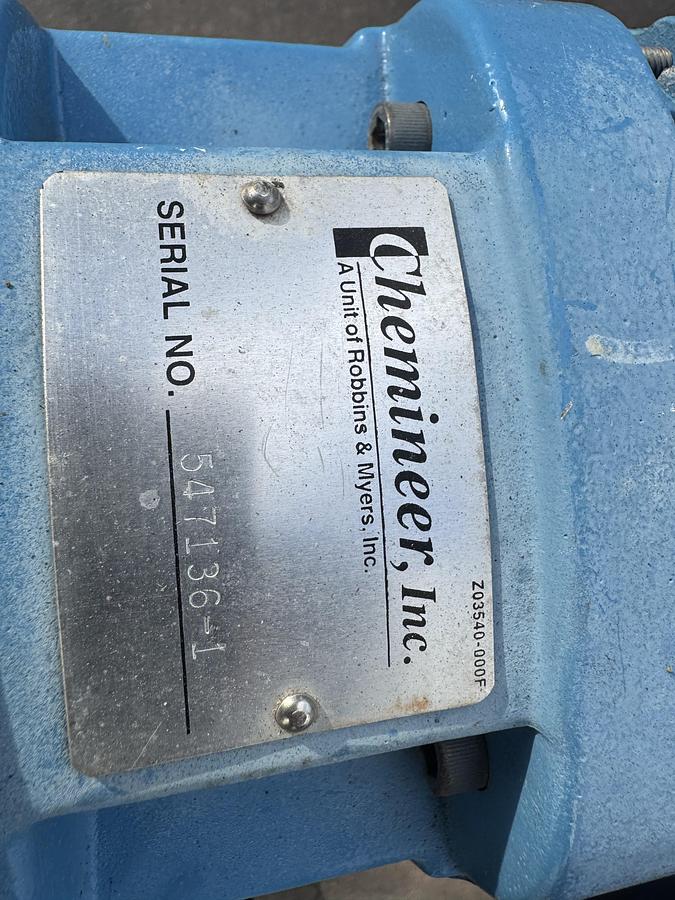 Z03540-000F
Chemineer, Inc.
A Unit of Robbins & Myers, Inc.
SERIAL NO. 547136-1